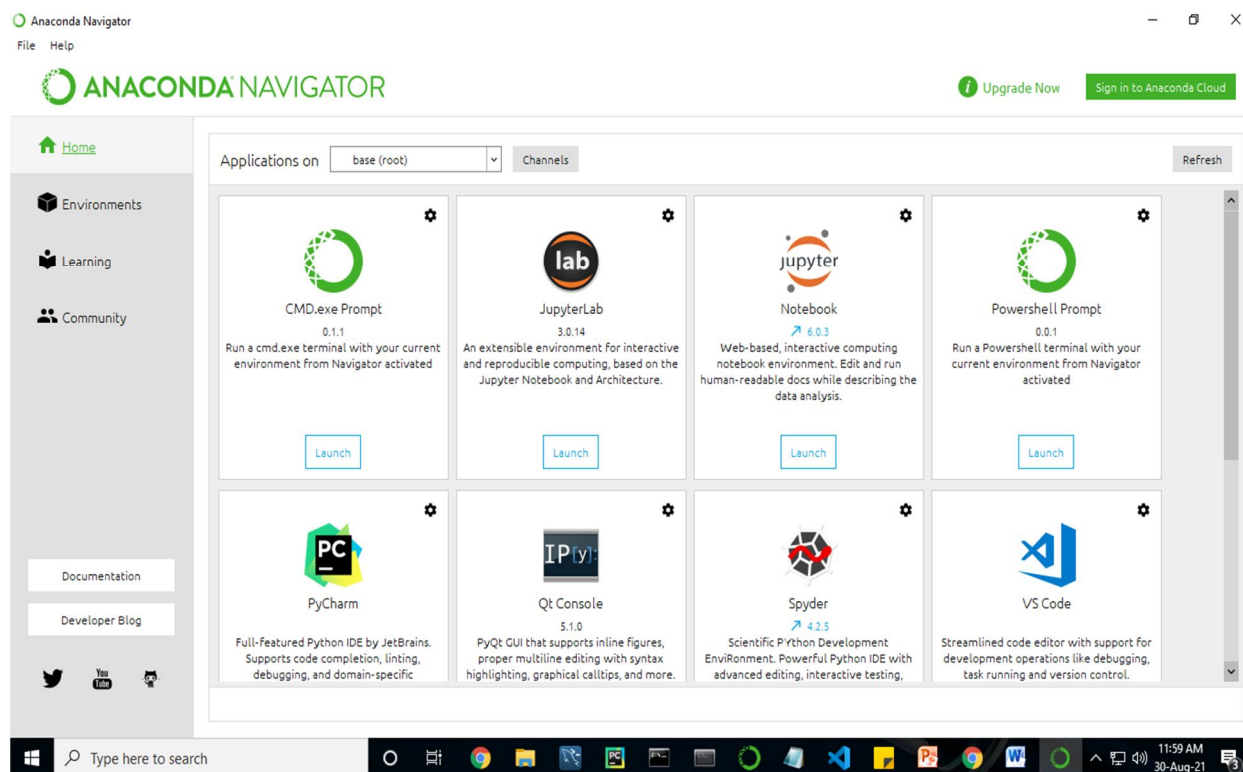 Anaconda Navigator
File Help
ANACONDA NAVIGATOR
i Upgrade Now
Sign in to Anaconda Cloud
Home
Environments
Learning
Community
Documentation
Developer Blog
You
Tube
Applications on base (root) Channels Refresh
CMD.exe Prompt
0.1.1
Run a cmd.exe terminal with your current
environment from Navigator activated
Launch
lab
JupyterLab
3.0.14
An extensible environment for interactive
and reproducible computing, based on the
Jupyter Notebook and Architecture.
Launch
jupyter
Notebook
6.0.3
Web-based, interactive computing
notebook environment. Edit and run
human-readable docs while describing the
data analysis.
Launch
Powershell Prompt
0.0.1
Run a Powershell terminal with your
current environment from Navigator
activated
Launch
PC
PyCharm
Full-featured Python IDE by JetBrains.
Supports code completion, linting,
debugging, and domain-specific
IP[y]:
Qt Console
5.1.0
PyQt GUI that supports inline figures,
proper multiline editing with syntax
highlighting, graphical calltips, and more.
Spyder
4.2.5
Scientific PYthon Development
EnviRonment. Powerful Python IDE with
advanced editing, interactive testing,
VS Code
Streamlined code editor with support for
development operations like debugging,
task running and version control.
Type here to search
PC
W
11:59 AM
30-Aug-21
3